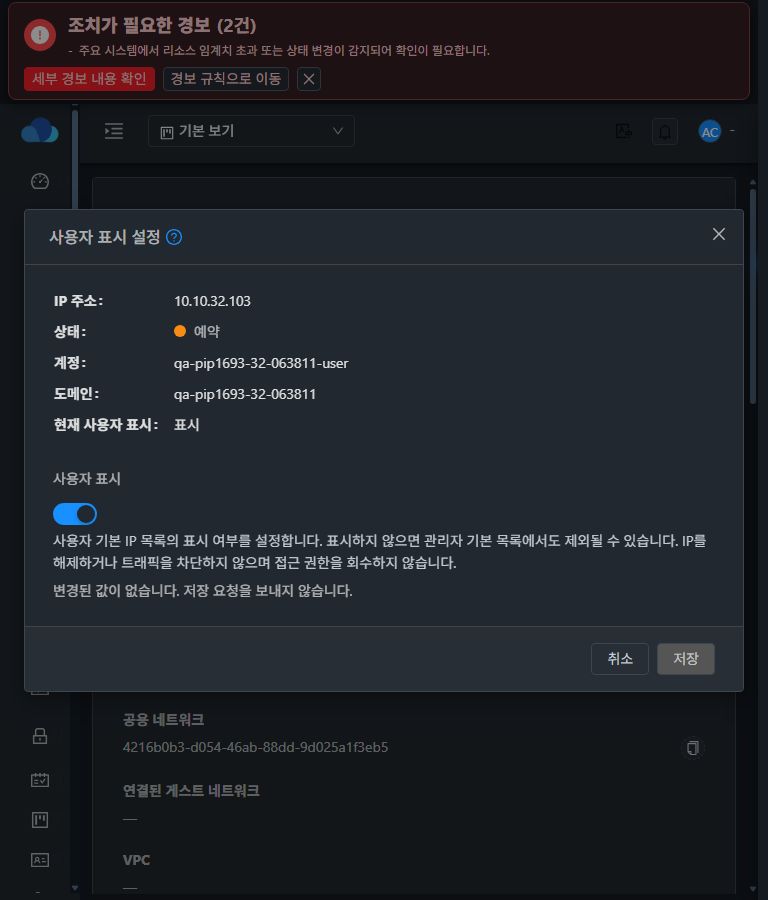 조치가 필요한 경보 (2건)
- 주요 시스템에서 리소스 임계치 초과 또는 상태 변경이 감지되어 확인이 필요합니다.
세부 경보 내용 확인
경보 규칙으로 이동
기본 보기
AC
사용자 표시 설정
IP 주소:
10.10.32.103
상태:
예약
계정:
qa-pip1693-32-063811-user
도메인:
qa-pip1693-32-063811
현재 사용자 표시:
표시
사용자 표시
사용자 기본 IP 목록의 표시 여부를 설정합니다. 표시하지 않으면 관리자 기본 목록에서도 제외될 수 있습니다. IP를
해제하거나 트래픽을 차단하지 않으며 접근 권한을 회수하지 않습니다.
변경된 값이 없습니다. 저장 요청을 보내지 않습니다.
취소
저장
공용 네트워크
4216b0b3-d054-46ab-88dd-9d025a1f3eb5
연결된 게스트 네트워크
—
VPC
—